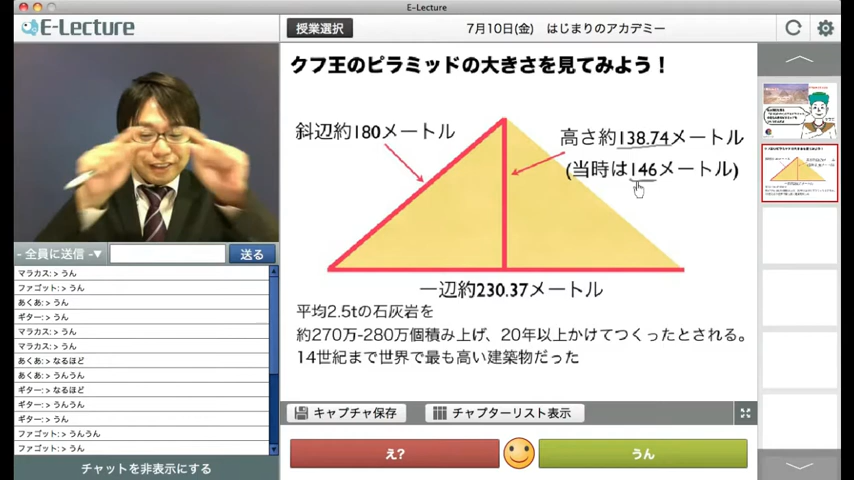 E-Lecture
E-Lecture
授業選択
7月10日(金) はじまりのアカデミー
クフ王のピラミッドの大きさを見てみよう！
斜辺約180メートル
高さ約138.74メートル
(当時は146メートル)
一辺約230.37メートル
平均2.5tの石灰岩を
約270万-280万個積み上げ、20年以上かけてつくったとされる。
14世紀まで世界で最も高い建築物だった
- 全員に送信 -▼
送る
マラカス: > うん
ファゴット: > うん
あくあ: > うん
ギター: > うん
マラカス: > うん
マラカス: > うん
あくあ: > なるほど
あくあ: > うんうん
ギター: > なるほど
ギター: > うんうん
ギター: > うん
ファゴット: > うんうん
ファゴット: > うん
チャットを非表示にする
キャプチャ保存
チャプターリスト表示
え?
うん